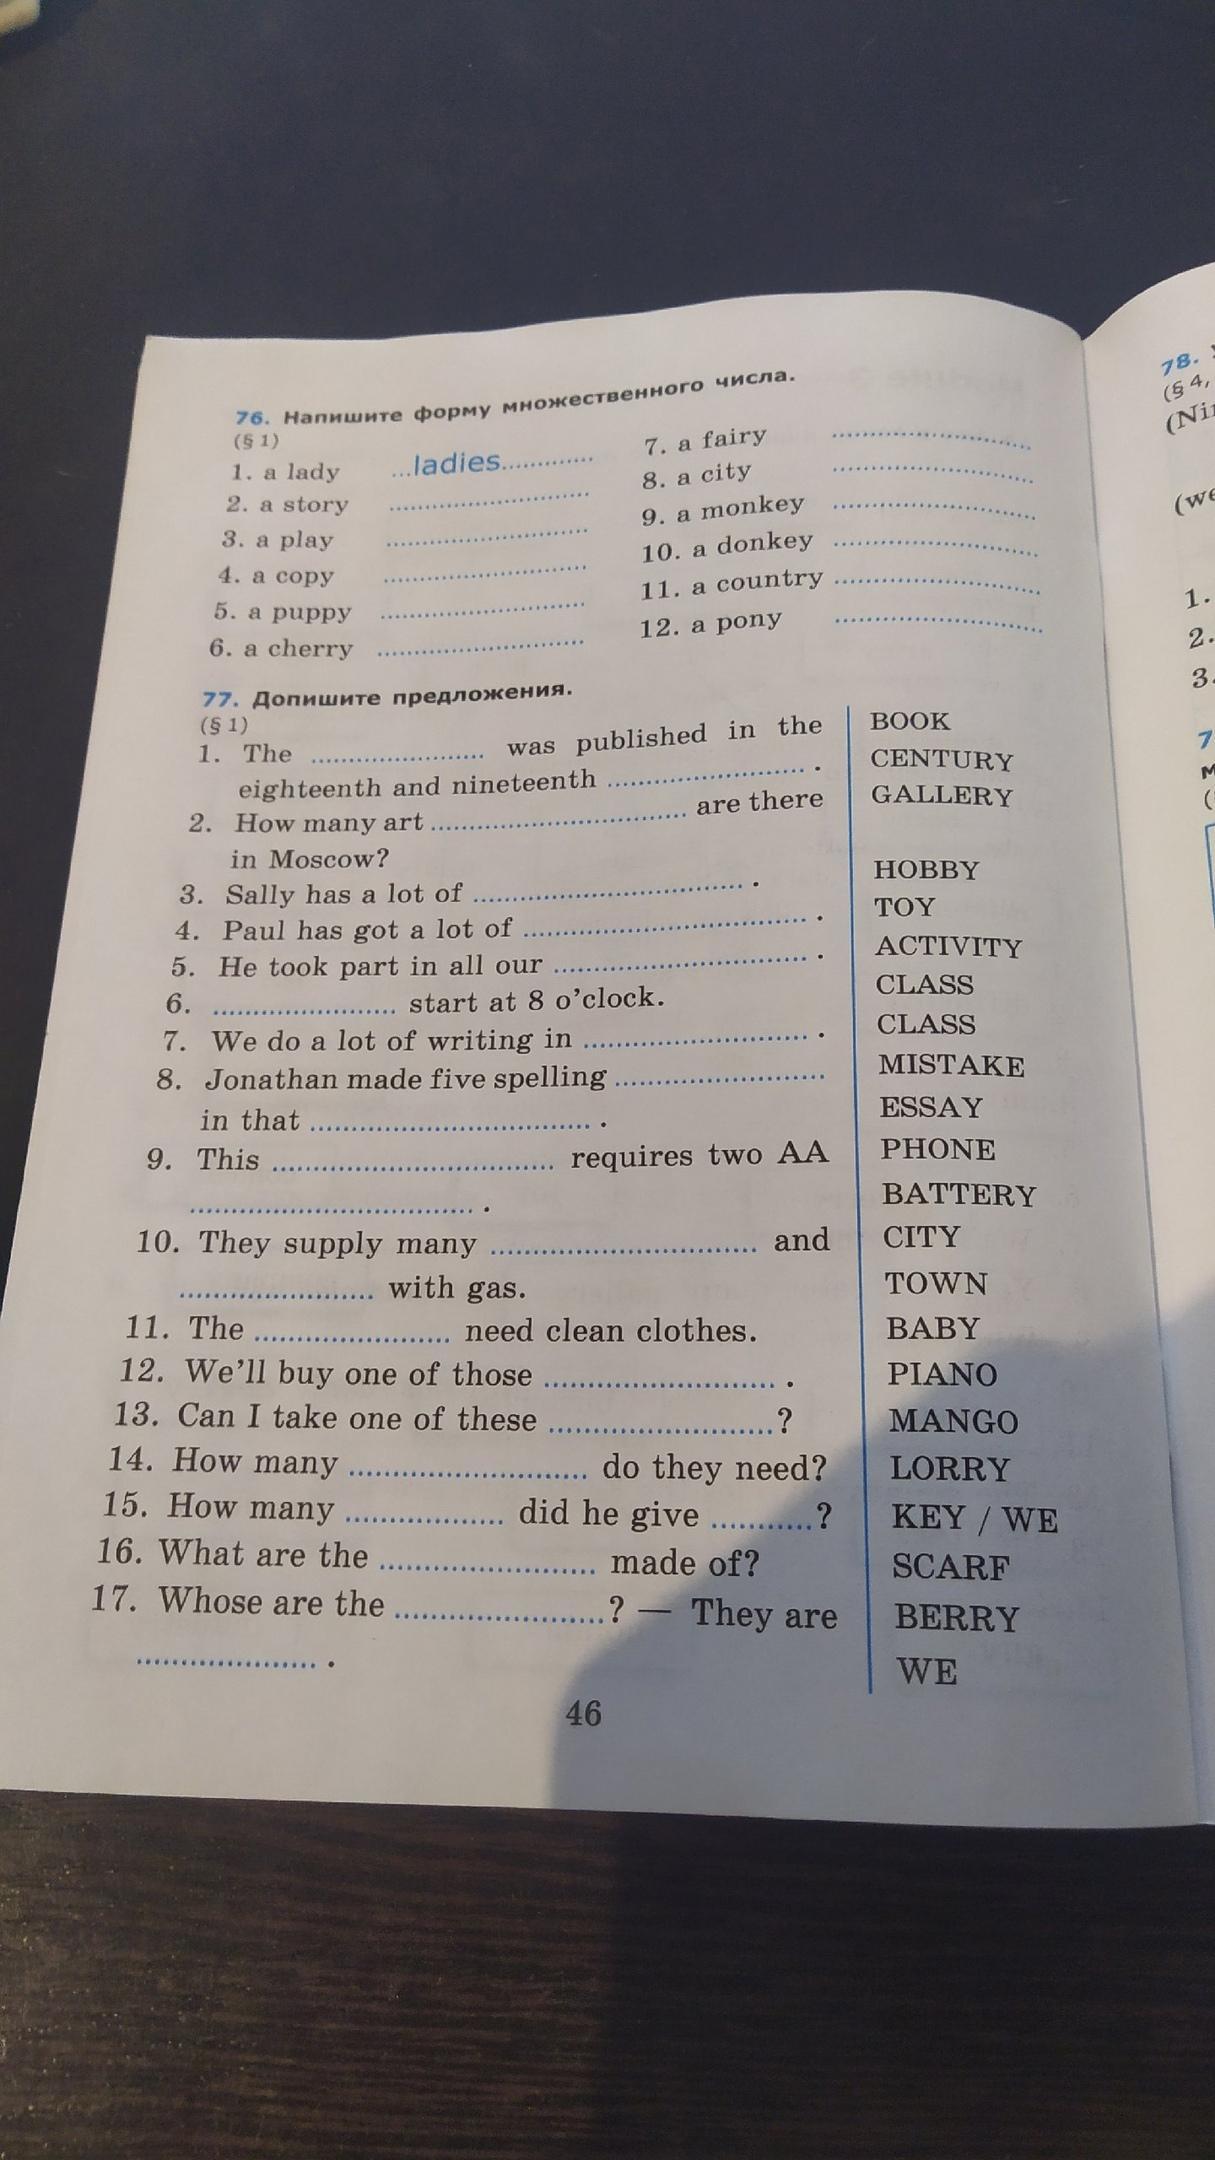 76. Напишите форму множественного числа.
(§ 1)
1. a lady ...ladies.............
2. a story ..............................
3. a play ..............................
4. a copy ..............................
5. a puppy ..............................
6. a cherry ..............................
7. a fairy ..............................
8. a city ..............................
9. a monkey ..............................
10. a donkey ..............................
11. a country ..............................
12. a pony ..............................
77. Допишите предложения.
(§ 1)
1. The ......................... was published in the
eighteenth and nineteenth ............................. .
2. How many art .................................... are there
in Moscow?
3. Sally has a lot of ....................................... .
4. Paul has got a lot of ........................................ .
5. He took part in all our .................................... .
6. .......................... start at 8 o’clock.
7. We do a lot of writing in ................................ .
8. Jonathan made five spelling ..............................
in that ........................................ .
9. This ........................................ requires two AA
........................................ .
10. They supply many ...................................... and
............................ with gas.
11. The ............................ need clean clothes.
12. We’ll buy one of those ................................. .
13. Can I take one of these ................................?
14. How many .................................. do they need?
15. How many ...................... did he give ............?
16. What are the .............................. made of?
17. Whose are the .............................? — They are
.......................... .
BOOK
CENTURY
GALLERY
HOBBY
TOY
ACTIVITY
CLASS
CLASS
MISTAKE
ESSAY
PHONE
BATTERY
CITY
TOWN
BABY
PIANO
MANGO
LORRY
KEY / WE
SCARF
BERRY
WE
46
78.
(§ 4,
1.
2.
3.